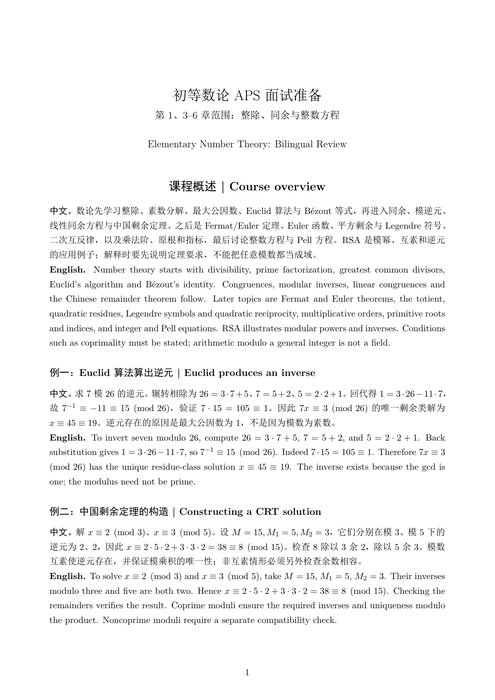 初等数论 APS 面试准备
第 1、3–6 章范围：整除、同余与整数方程
Elementary Number Theory: Bilingual Review
课程概述 | Course overview
中文。数论先学习整除、素数分解、最大公因数、Euclid 算法与 Bézout 等式，再进入同余、模逆元、
线性同余方程与中国剩余定理。之后是 Fermat/Euler 定理、Euler 函数、平方剩余与 Legendre 符号、
二次互反律，以及乘法阶、原根和指标，最后讨论整数方程与 Pell 方程。RSA 是模幂、互素和逆元
的应用例子；解释时要先说明定理要求，不能把任意模数都当成域。
English. Number theory starts with divisibility, prime factorization, greatest common divisors,
Euclid's algorithm and Bézout's identity. Congruences, modular inverses, linear congruences and
the Chinese remainder theorem follow. Later topics are Fermat and Euler theorems, the totient,
quadratic residues, Legendre symbols and quadratic reciprocity, multiplicative orders, primitive roots
and indices, and integer and Pell equations. RSA illustrates modular powers and inverses. Conditions
such as coprimality must be stated; arithmetic modulo a general integer is not a field.
例一：Euclid 算法算出逆元 | Euclid produces an inverse
中文。求 7 模 26 的逆元。辗转相除为 26 = 3·7+5、7 = 5+2、5 = 2·2+1。回代得 1 = 3·26−11·7，
故 7⁻¹ ≡ −11 ≡ 15 (mod 26)，验证 7 · 15 = 105 ≡ 1。因此 7x ≡ 3 (mod 26) 的唯一剩余类解为
x ≡ 45 ≡ 19。逆元存在的原因是最大公因数为 1，不是因为模数为素数。
English. To invert seven modulo 26, compute 26 = 3 · 7 + 5, 7 = 5 + 2, and 5 = 2 · 2 + 1. Back
substitution gives 1 = 3·26−11·7, so 7⁻¹ ≡ 15 (mod 26). Indeed 7·15 = 105 ≡ 1. Therefore 7x ≡ 3
(mod 26) has the unique residue-class solution x ≡ 45 ≡ 19. The inverse exists because the gcd is
one; the modulus need not be prime.
例二：中国剩余定理的构造 | Constructing a CRT solution
中文。解 x ≡ 2 (mod 3)、x ≡ 3 (mod 5)。设 M = 15, M₁ = 5, M₂ = 3，它们分别在模 3、模 5 下的
逆元为 2、2，因此 x ≡ 2·5·2+3·3·2 = 38 ≡ 8 (mod 15)。检查 8 除以 3 余 2，除以 5 余 3。模数
互素使逆元存在，并保证模乘积的唯一性；非互素情形必须另外检查余数相容。
English. To solve x ≡ 2 (mod 3) and x ≡ 3 (mod 5), take M = 15, M₁ = 5, M₂ = 3. Their inverses
modulo three and five are both two. Hence x ≡ 2 · 5 · 2 + 3 · 3 · 2 = 38 ≡ 8 (mod 15). Checking the
remainders verifies the result. Coprime moduli ensure the required inverses and uniqueness modulo
the product. Noncoprime moduli require a separate compatibility check.
1